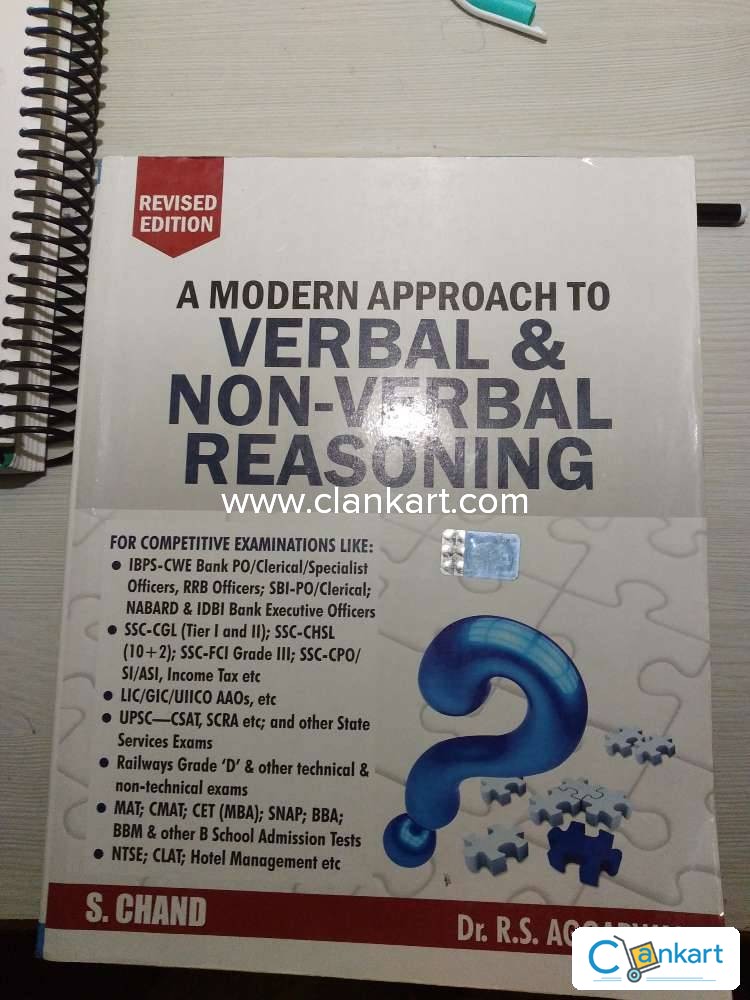 REVISED
EDITION
A MODERN APPROACH TO
VERBAL &
NON-VERBAL
REASONING
www.clankart.com
FOR COMPETITIVE EXAMINATIONS LIKE:
• IBPS-CWE Bank PO/Clerical/Specialist
Officers, RRB Officers; SBI-PO/Clerical;
NABARD & IDBI Bank Executive Officers
• SSC-CGL (Tier I and II); SSC-CHSL
(10+2); SSC-FCI Grade III; SSC-CPO/
SI/ASI, Income Tax etc
• LIC/GIC/UIICO AAOs, etc
• UPSC—CSAT, SCRA etc; and other State
Services Exams
• Railways Grade ‘D’ & other technical &
non-technical exams
• MAT; CMAT; CET (MBA); SNAP; BBA;
BBM & other B School Admission Tests
• NTSE; CLAT; Hotel Management etc
S. CHAND
Dr. R.S.
Clankart